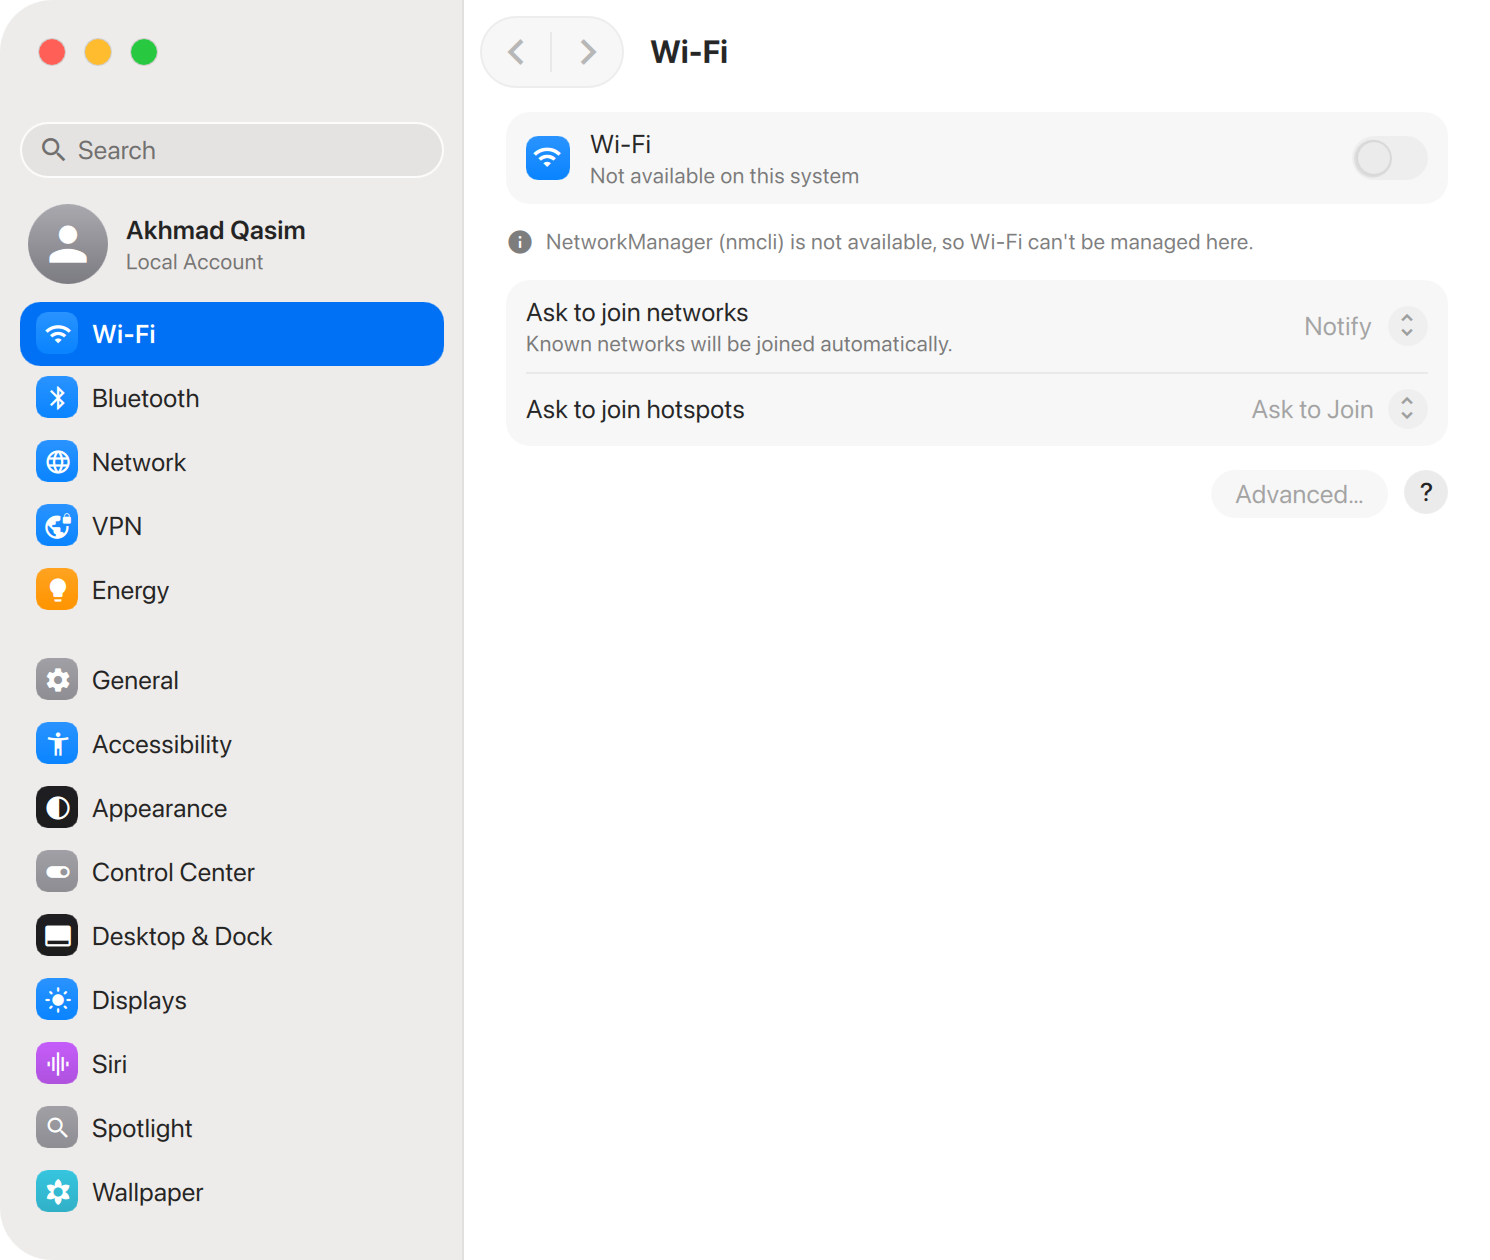 Search
Akhmad Qasim
Local Account
Wi-Fi
Bluetooth
Network
VPN
Energy
General
Accessibility
Appearance
Control Center
Desktop & Dock
Displays
Siri
Spotlight
Wallpaper
Wi-Fi
Wi-Fi
Not available on this system
NetworkManager (nmcli) is not available, so Wi-Fi can't be managed here.
Ask to join networks
Known networks will be joined automatically.
Notify
Ask to join hotspots
Ask to Join
Advanced...
?